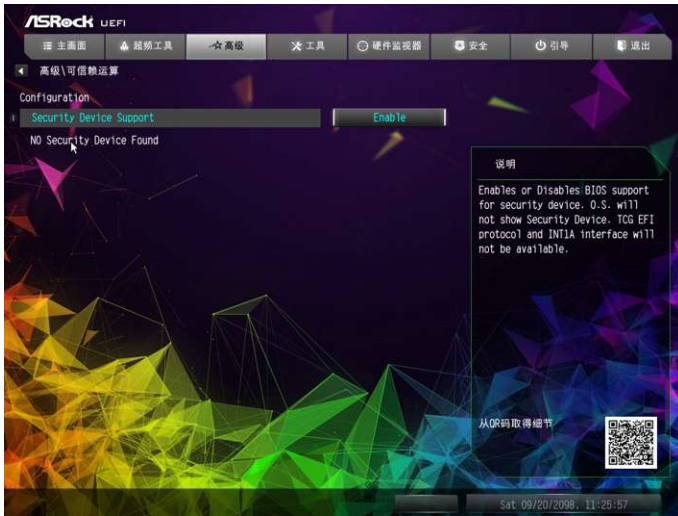 ASRock UEFI
主画面 超频工具 高级 工具 硬件监视器 安全 引导 退出
高级\可信赖运算
Configuration
Security Device Support Enable
NO Security Device Found
说明
Enables or Disables BIOS support
for security device. O.S. will
not show Security Device. TCG EFI
protocol and INT1A interface will
not be available.
从QR码取得细节
Sat 09/20/2098. 11:25:57